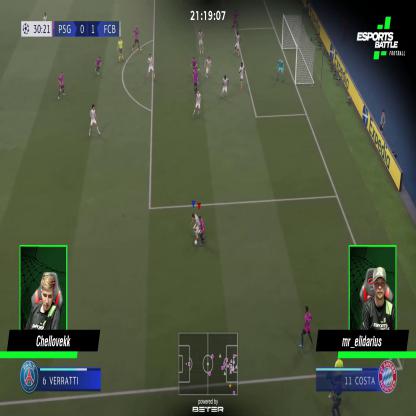 30:21 PSG 0 1 FCB
21:19:07
ESPORTS
BATTLE
FOOTBALL
Expedia
Chellovekk
mr_elidarius
6 VERRATTI
11 COSTA
powered by
BETER